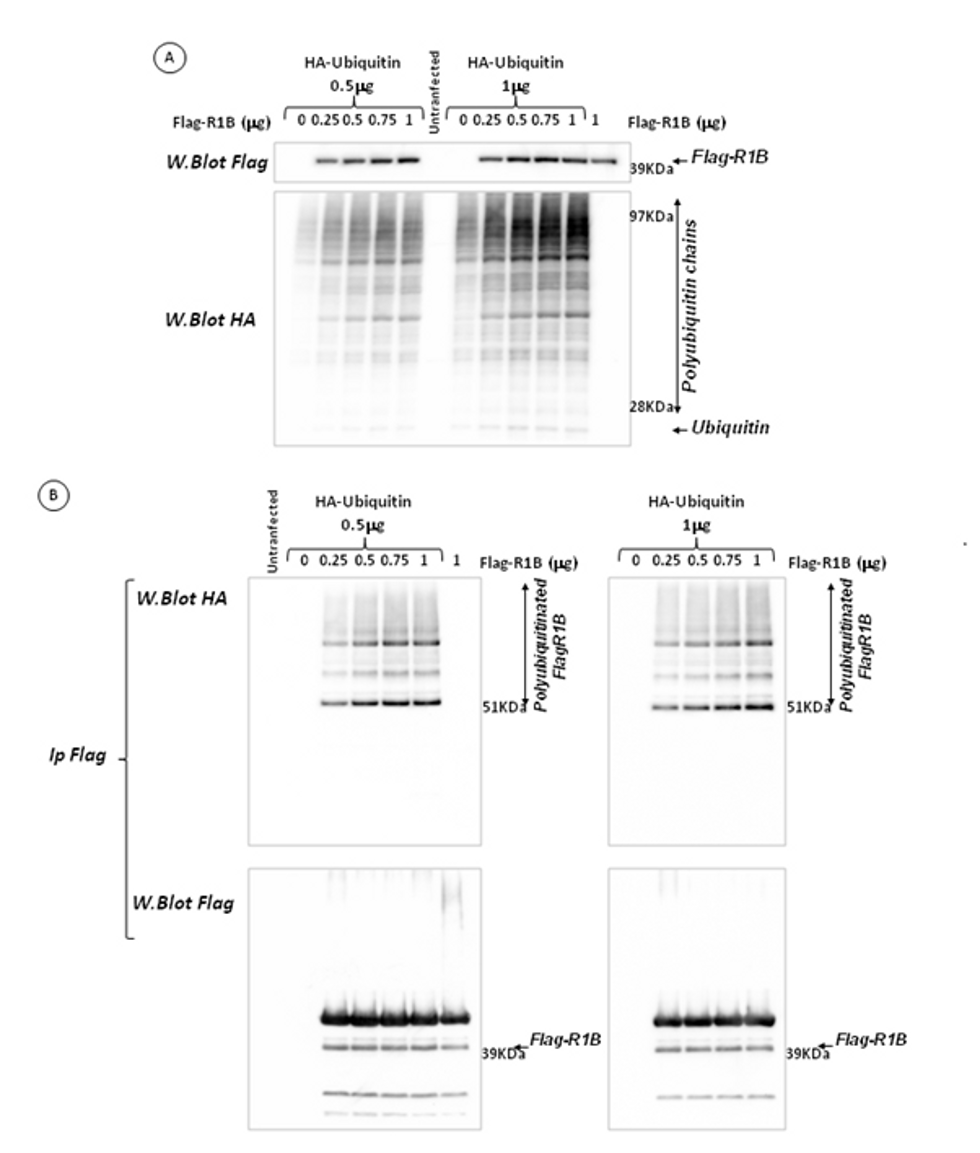 A
HA-Ubiquitin
0.5µg
Untranfected
HA-Ubiquitin
1µg
Flag-R1B (µg) 0 0.25 0.5 0.75 1 0 0.25 0.5 0.75 1 1 Flag-R1B (µg)
W.Blot Flag
39KDa
Flag-R1B
W.Blot HA
97KDa
Polyubiquitin chains
28KDa
Ubiquitin
B
Untranfected
HA-Ubiquitin
0.5µg
0 0.25 0.5 0.75 1 1 Flag-R1B (µg)
HA-Ubiquitin
1µg
0 0.25 0.5 0.75 1 Flag-R1B (µg)
Ip Flag
W.Blot HA
51KDa
Polyubiquitinated
FlagR1B
51KDa
Polyubiquitinated
FlagR1B
W.Blot Flag
39KDa
Flag-R1B
39KDa
Flag-R1B